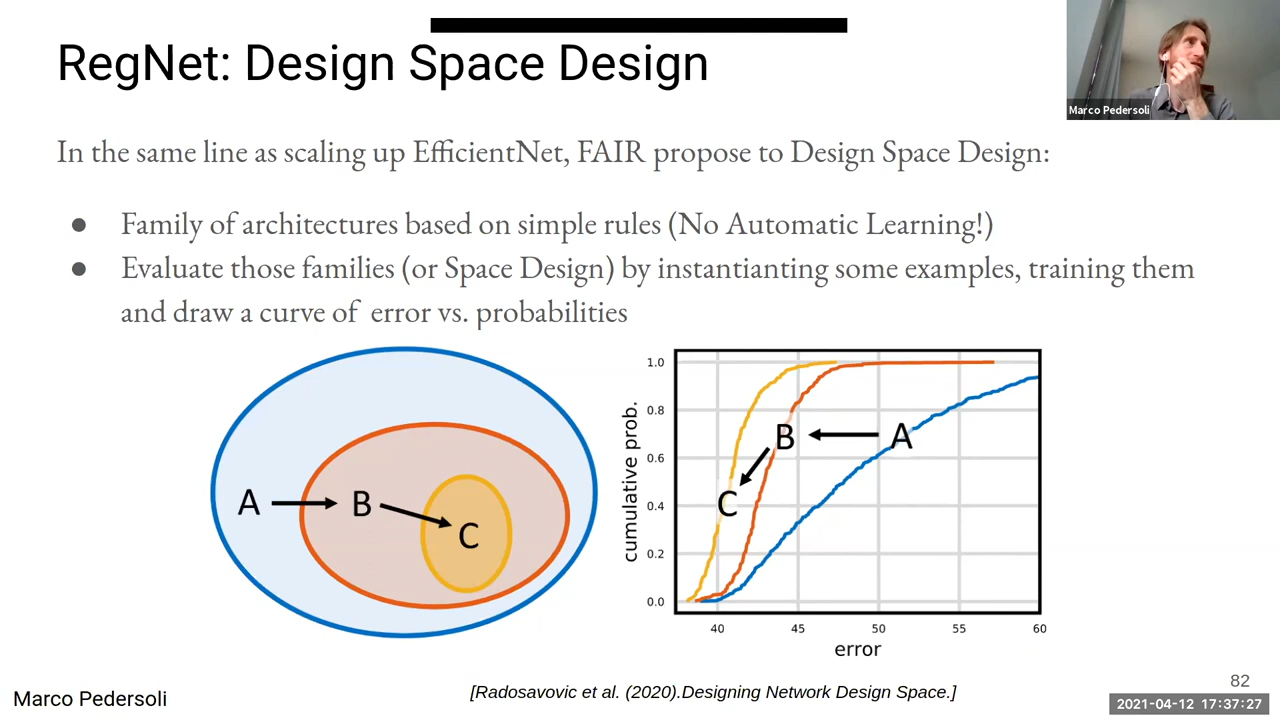 RegNet: Design Space Design
Marco Pedersoli
In the same line as scaling up EfficientNet, FAIR propose to Design Space Design:
● Family of architectures based on simple rules (No Automatic Learning!)
● Evaluate those families (or Space Design) by instantianting some examples, training them
and draw a curve of error vs. probabilities
A B C
1.0
0.8
0.6
0.4
0.2
0.0
cumulative prob.
B A
C
40 45 50 55 60
error
Marco Pedersoli
[Radosavovic et al. (2020).Designing Network Design Space.]
82
2021-04-12 17:37:27